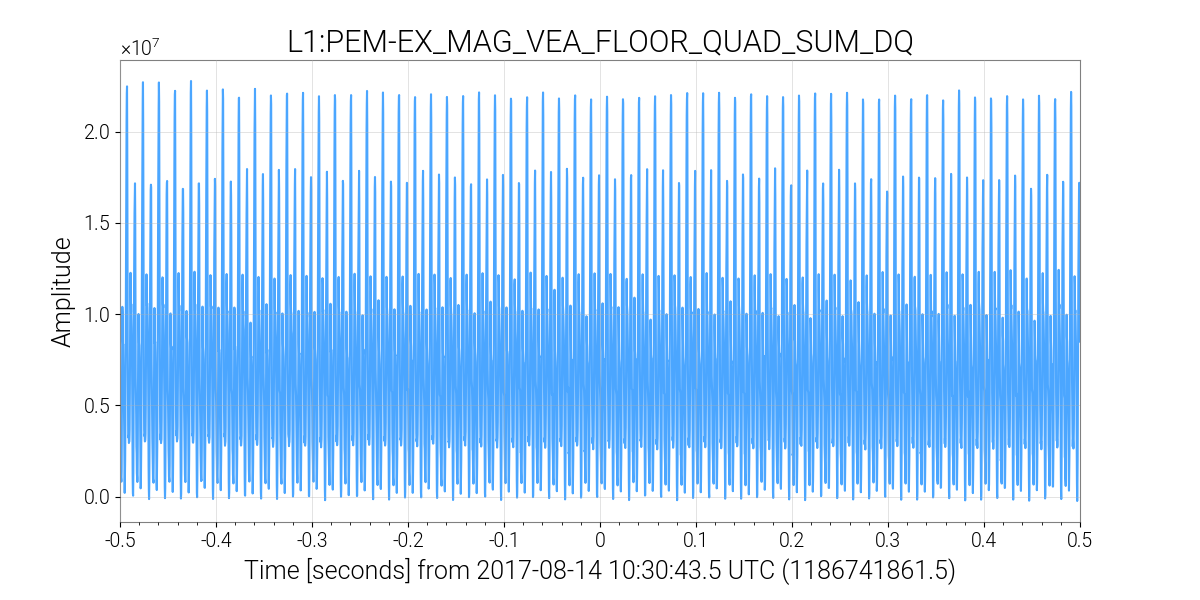 L1:PEM-EX_MAG_VEA_FLOOR_QUAD_SUM_DQ
×10⁷
2.0
1.5
1.0
0.5
0.0
Amplitude
-0.5 -0.4 -0.3 -0.2 -0.1 0 0.1 0.2 0.3 0.4 0.5
Time [seconds] from 2017-08-14 10:30:43.5 UTC (1186741861.5)